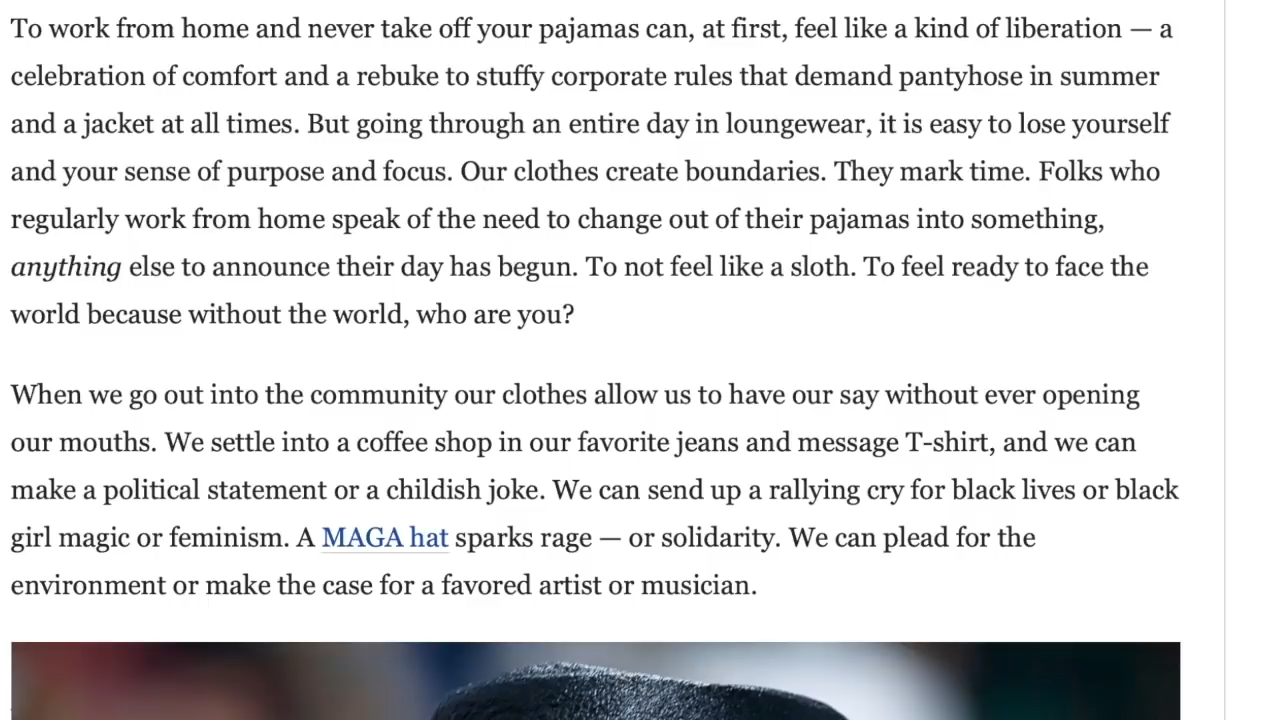 To work from home and never take off your pajamas can, at first, feel like a kind of liberation — a
celebration of comfort and a rebuke to stuffy corporate rules that demand pantyhose in summer
and a jacket at all times. But going through an entire day in loungewear, it is easy to lose yourself
and your sense of purpose and focus. Our clothes create boundaries. They mark time. Folks who
regularly work from home speak of the need to change out of their pajamas into something,
anything else to announce their day has begun. To not feel like a sloth. To feel ready to face the
world because without the world, who are you?
When we go out into the community our clothes allow us to have our say without ever opening
our mouths. We settle into a coffee shop in our favorite jeans and message T-shirt, and we can
make a political statement or a childish joke. We can send up a rallying cry for black lives or black
girl magic or feminism. A MAGA hat sparks rage — or solidarity. We can plead for the
environment or make the case for a favored artist or musician.